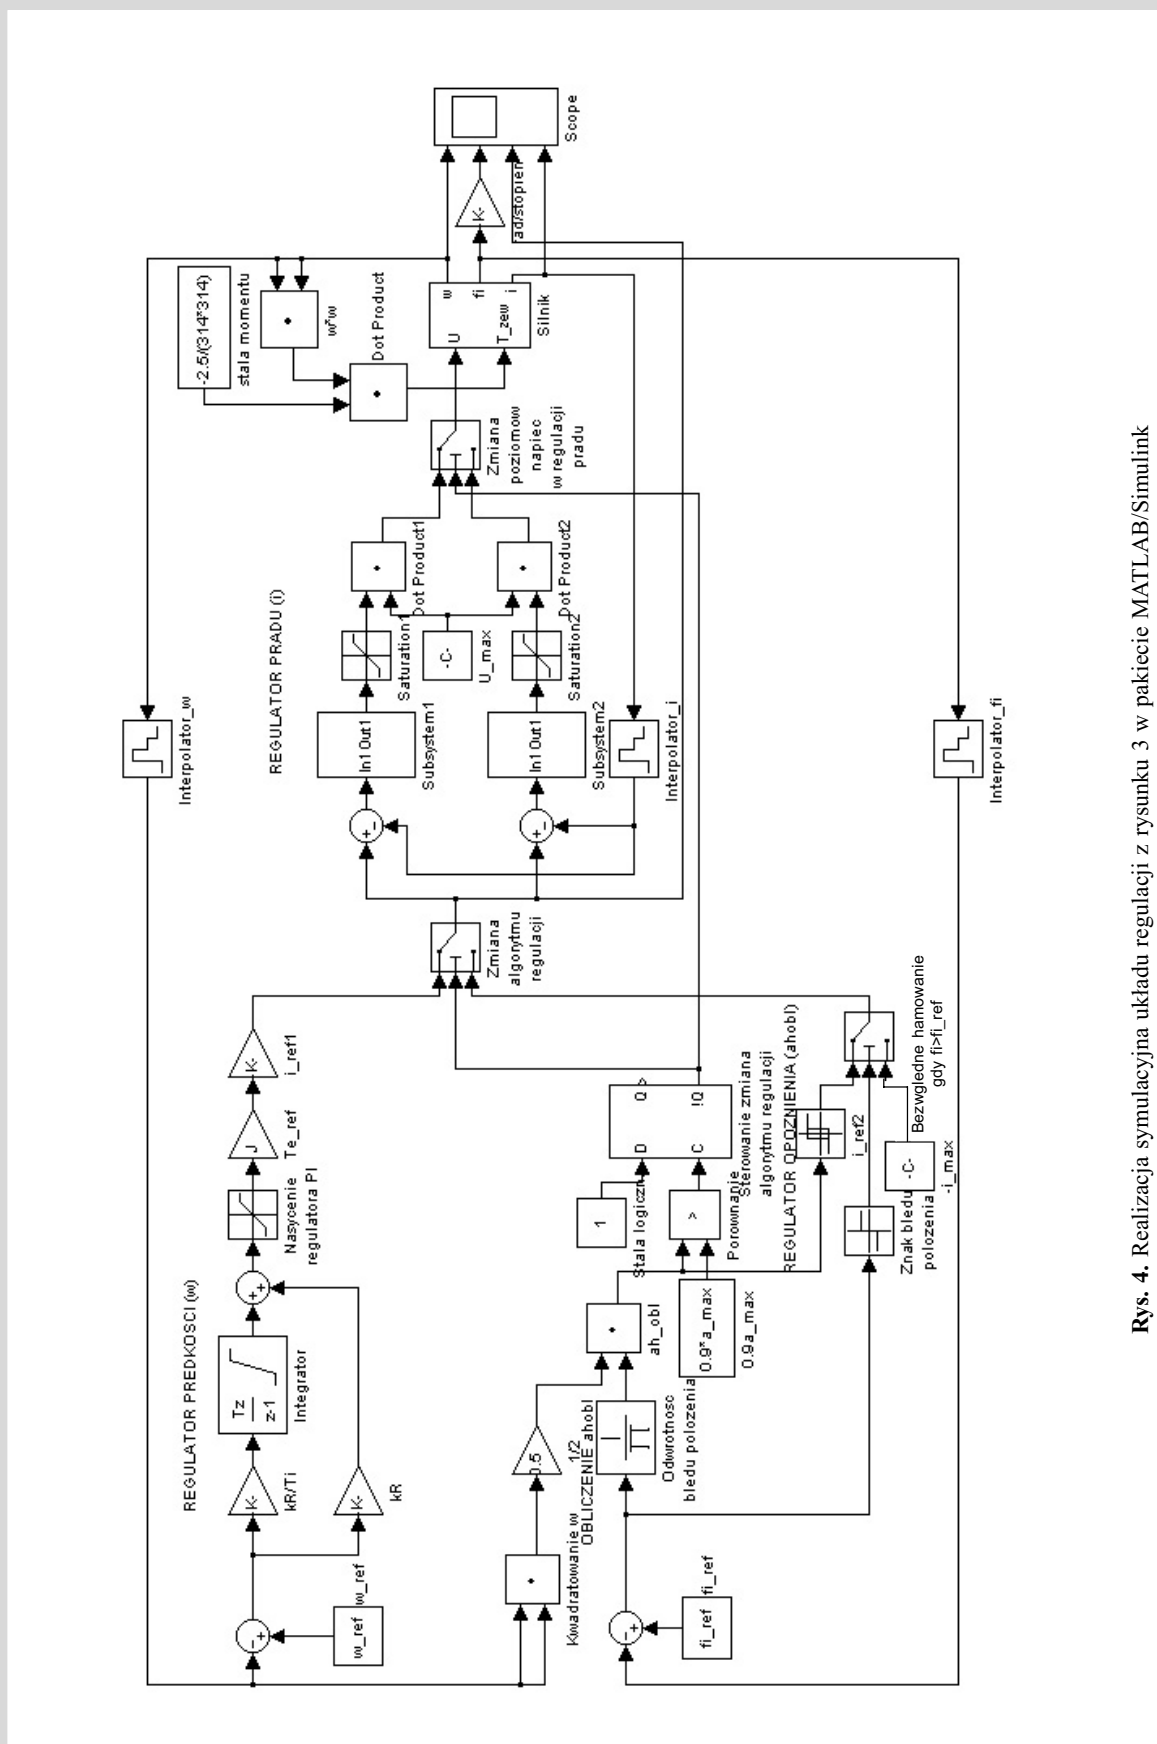 REGULATOR PREDKOSCI (w)
w_ref
w_ref
K-
kR/Ti
K-
kR
Tz
z-1
Integrator
Nasycenie
regulatora PI
J
Te_ref
K-
i_ref1
Interpolator_w
Kwadratowanie w
0.5
1/2
OBLICZENIE ahobl
fi_ref
fi_ref
Odwrotnosc
bledu polozenia
ah_obl
0.9*a_max
0.9a_max
1
Stala logiczn
>
Porownanie
D
Q
C
!Q
Sterowanie zmiana
algorytmu regulacji
REGULATOR OPOZNIENIA (ahobl)
i_ref2
Znak bledu
polozenia
-C-
-i_max
Bezwgledne hamowanie
gdy fi>fi_ref
Zmiana
algorytmu
regulacji
REGULATOR PRADU (i)
In1 Out1
Subsystem1
In1 Out1
Subsystem2
Saturation1
-C-
U_max
Saturation2
Dot Product1
Dot Product2
Interpolator_i
Interpolator_fi
Zmiana
poziomow
napiec
w regulacji
pradu
-2.5/(314*314)
stala momentu
w*w
Dot Product
U
T_zew
w
fi
i
Silnik
K-
ad/stopien
Scope
Rys. 4. Realizacja symulacyjna układu regulacji z rysunku 3 w pakiecie MATLAB/Simulink